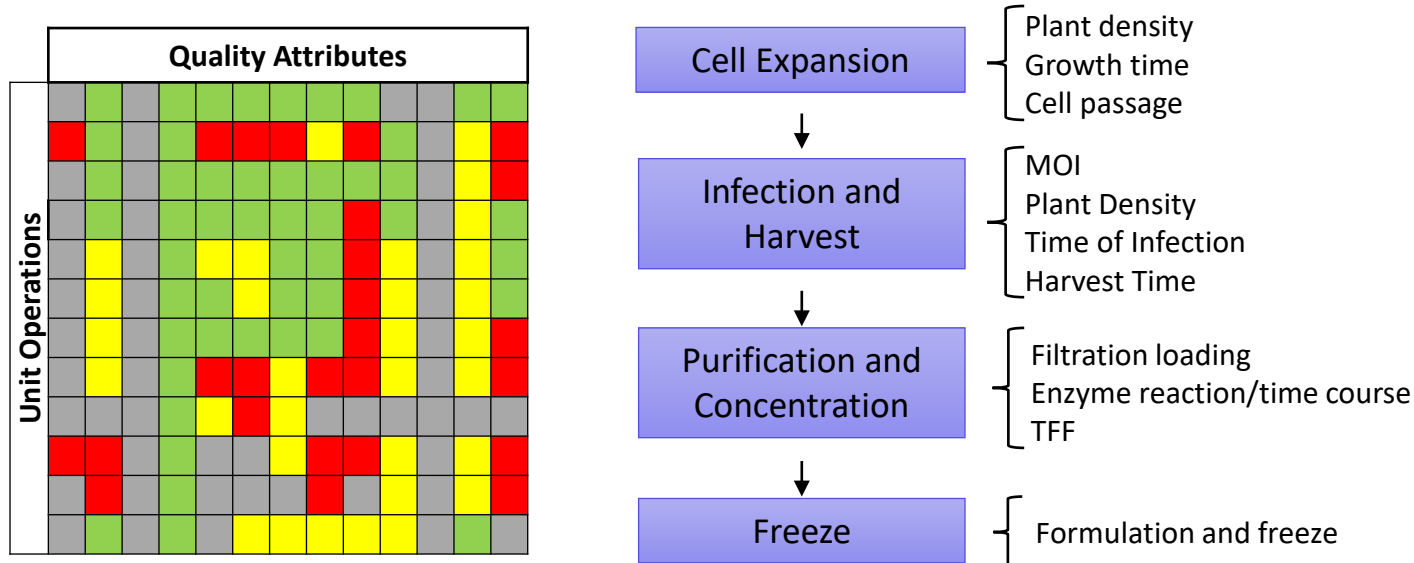 Quality Attributes
Unit Operations
Cell Expansion
Plant density
Growth time
Cell passage
Infection and
Harvest
MOI
Plant Density
Time of Infection
Harvest Time
Purification and
Concentration
Filtration loading
Enzyme reaction/time course
TFF
Freeze
Formulation and freeze